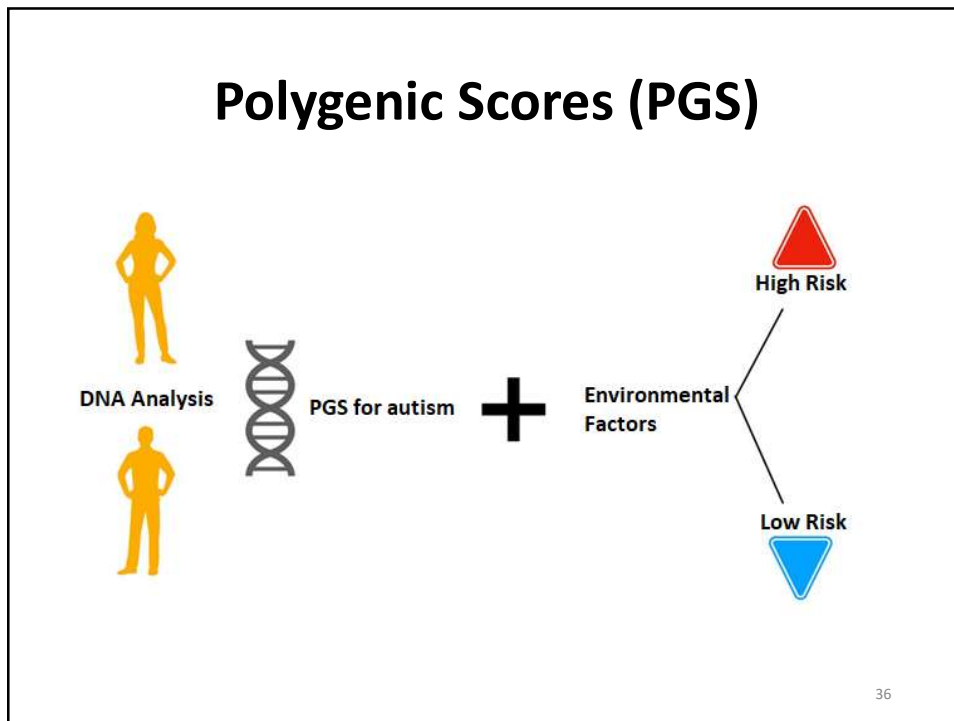 Polygenic Scores (PGS)
DNA Analysis
PGS for autism
Environmental
Factors
High Risk
Low Risk
36